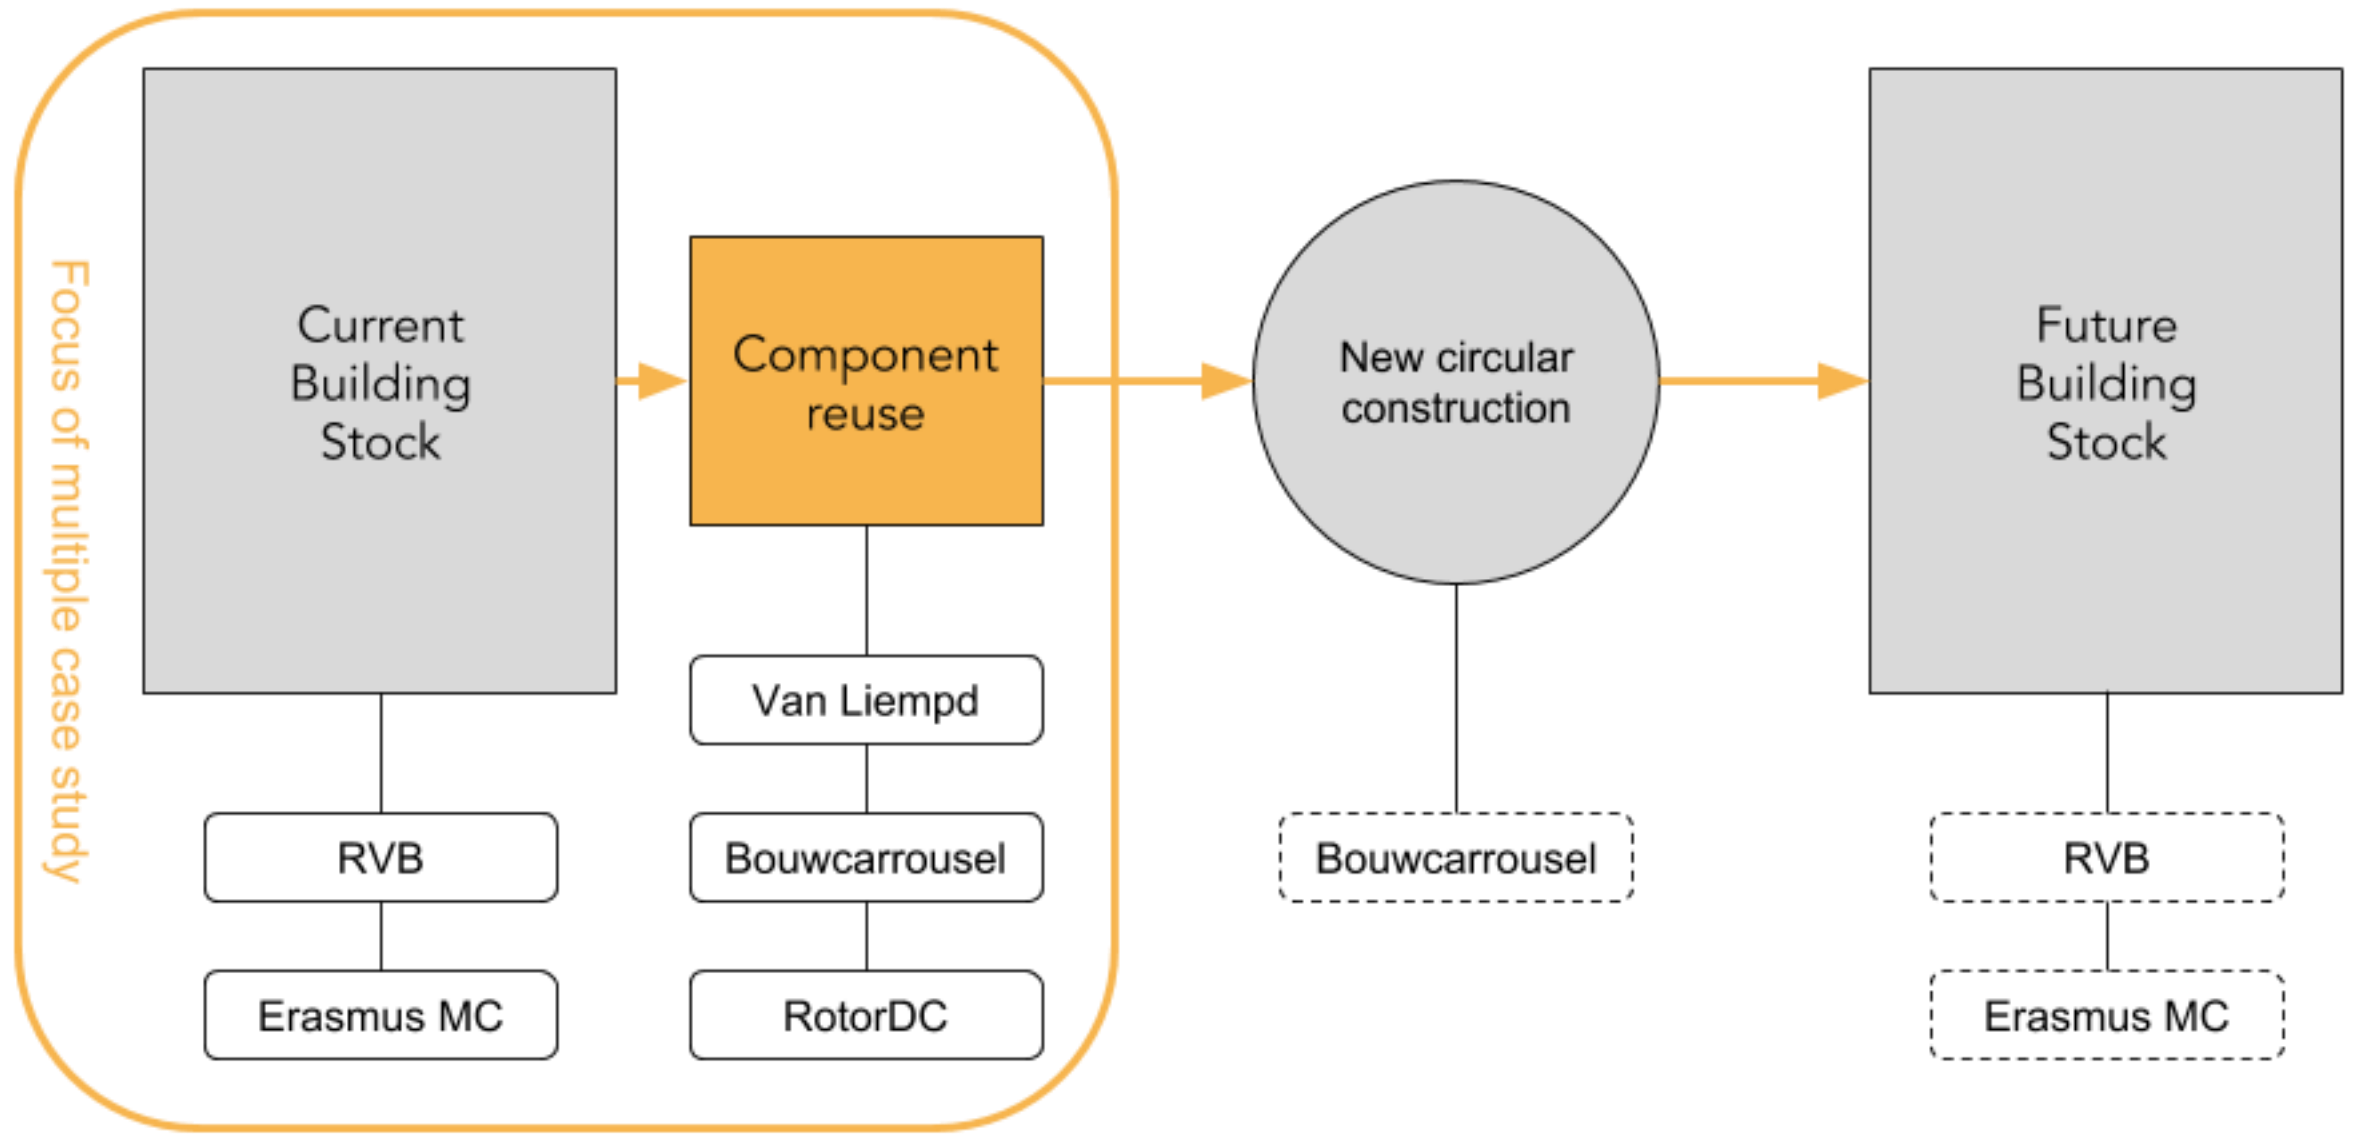 Focus of multiple case study
Current
Building
Stock
Component
reuse
New circular
construction
Future
Building
Stock
Van Liempd
RVB
Bouwcarrousel
Bouwcarrousel
RVB
Erasmus MC
RotorDC
Erasmus MC